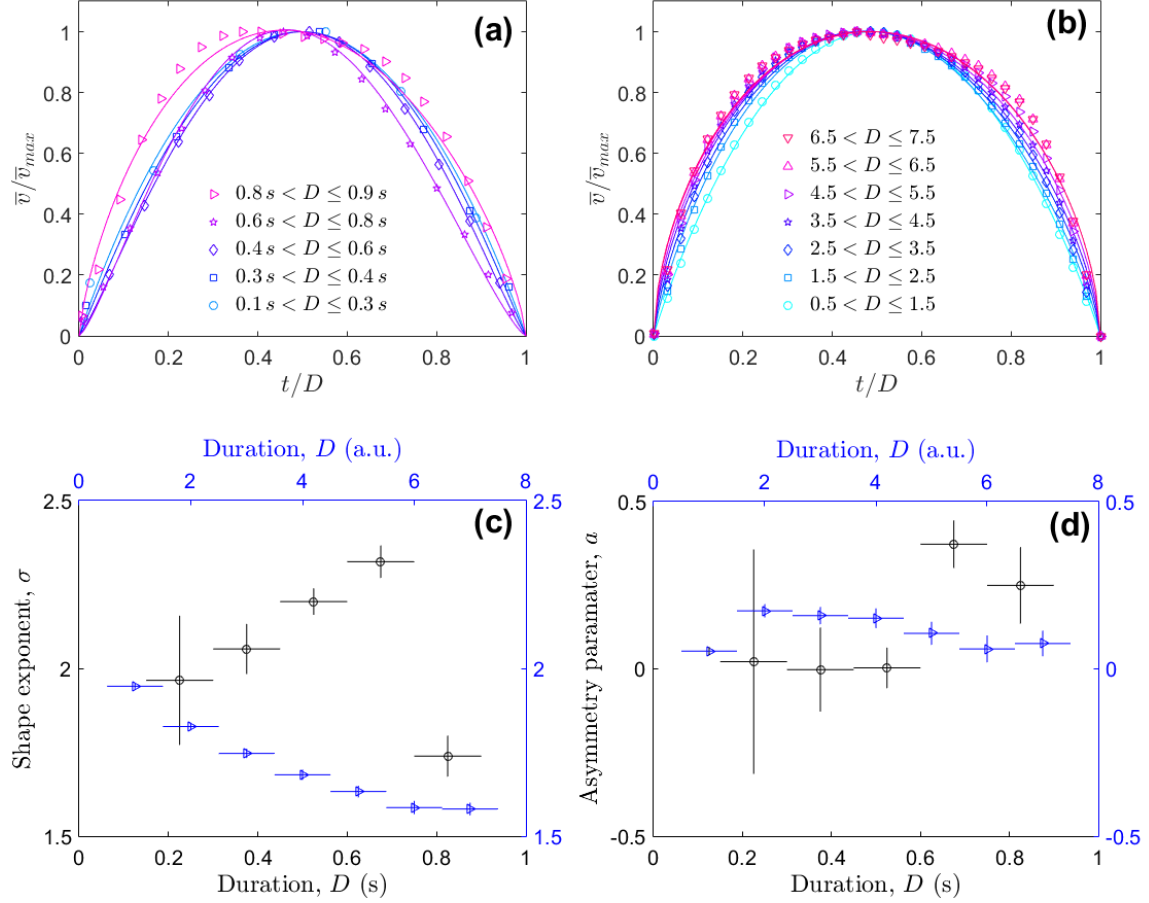 (a)
1
0.8
0.6
0.4
0.2
0
v̅/v̅max
0.8 s < D ≤ 0.9 s
0.6 s < D ≤ 0.8 s
0.4 s < D ≤ 0.6 s
0.3 s < D ≤ 0.4 s
0.1 s < D ≤ 0.3 s
0 0.2 0.4 0.6 0.8 1
t/D
(b)
1
0.8
0.6
0.4
0.2
0
v̅/v̅max
6.5 < D ≤ 7.5
5.5 < D ≤ 6.5
4.5 < D ≤ 5.5
3.5 < D ≤ 4.5
2.5 < D ≤ 3.5
1.5 < D ≤ 2.5
0.5 < D ≤ 1.5
0 0.2 0.4 0.6 0.8 1
t/D
Duration, D (a.u.)
0 2 4 6 8
(c)
2.5
2
1.5
Shape exponent, σ
2.5
2
1.5
0 0.2 0.4 0.6 0.8 1
Duration, D (s)
Duration, D (a.u.)
2 4 6 8
(d)
0.5
0
-0.5
Asymmetry paramater, a
0.5
0
-0.5
0 0.2 0.4 0.6 0.8 1
Duration, D (s)